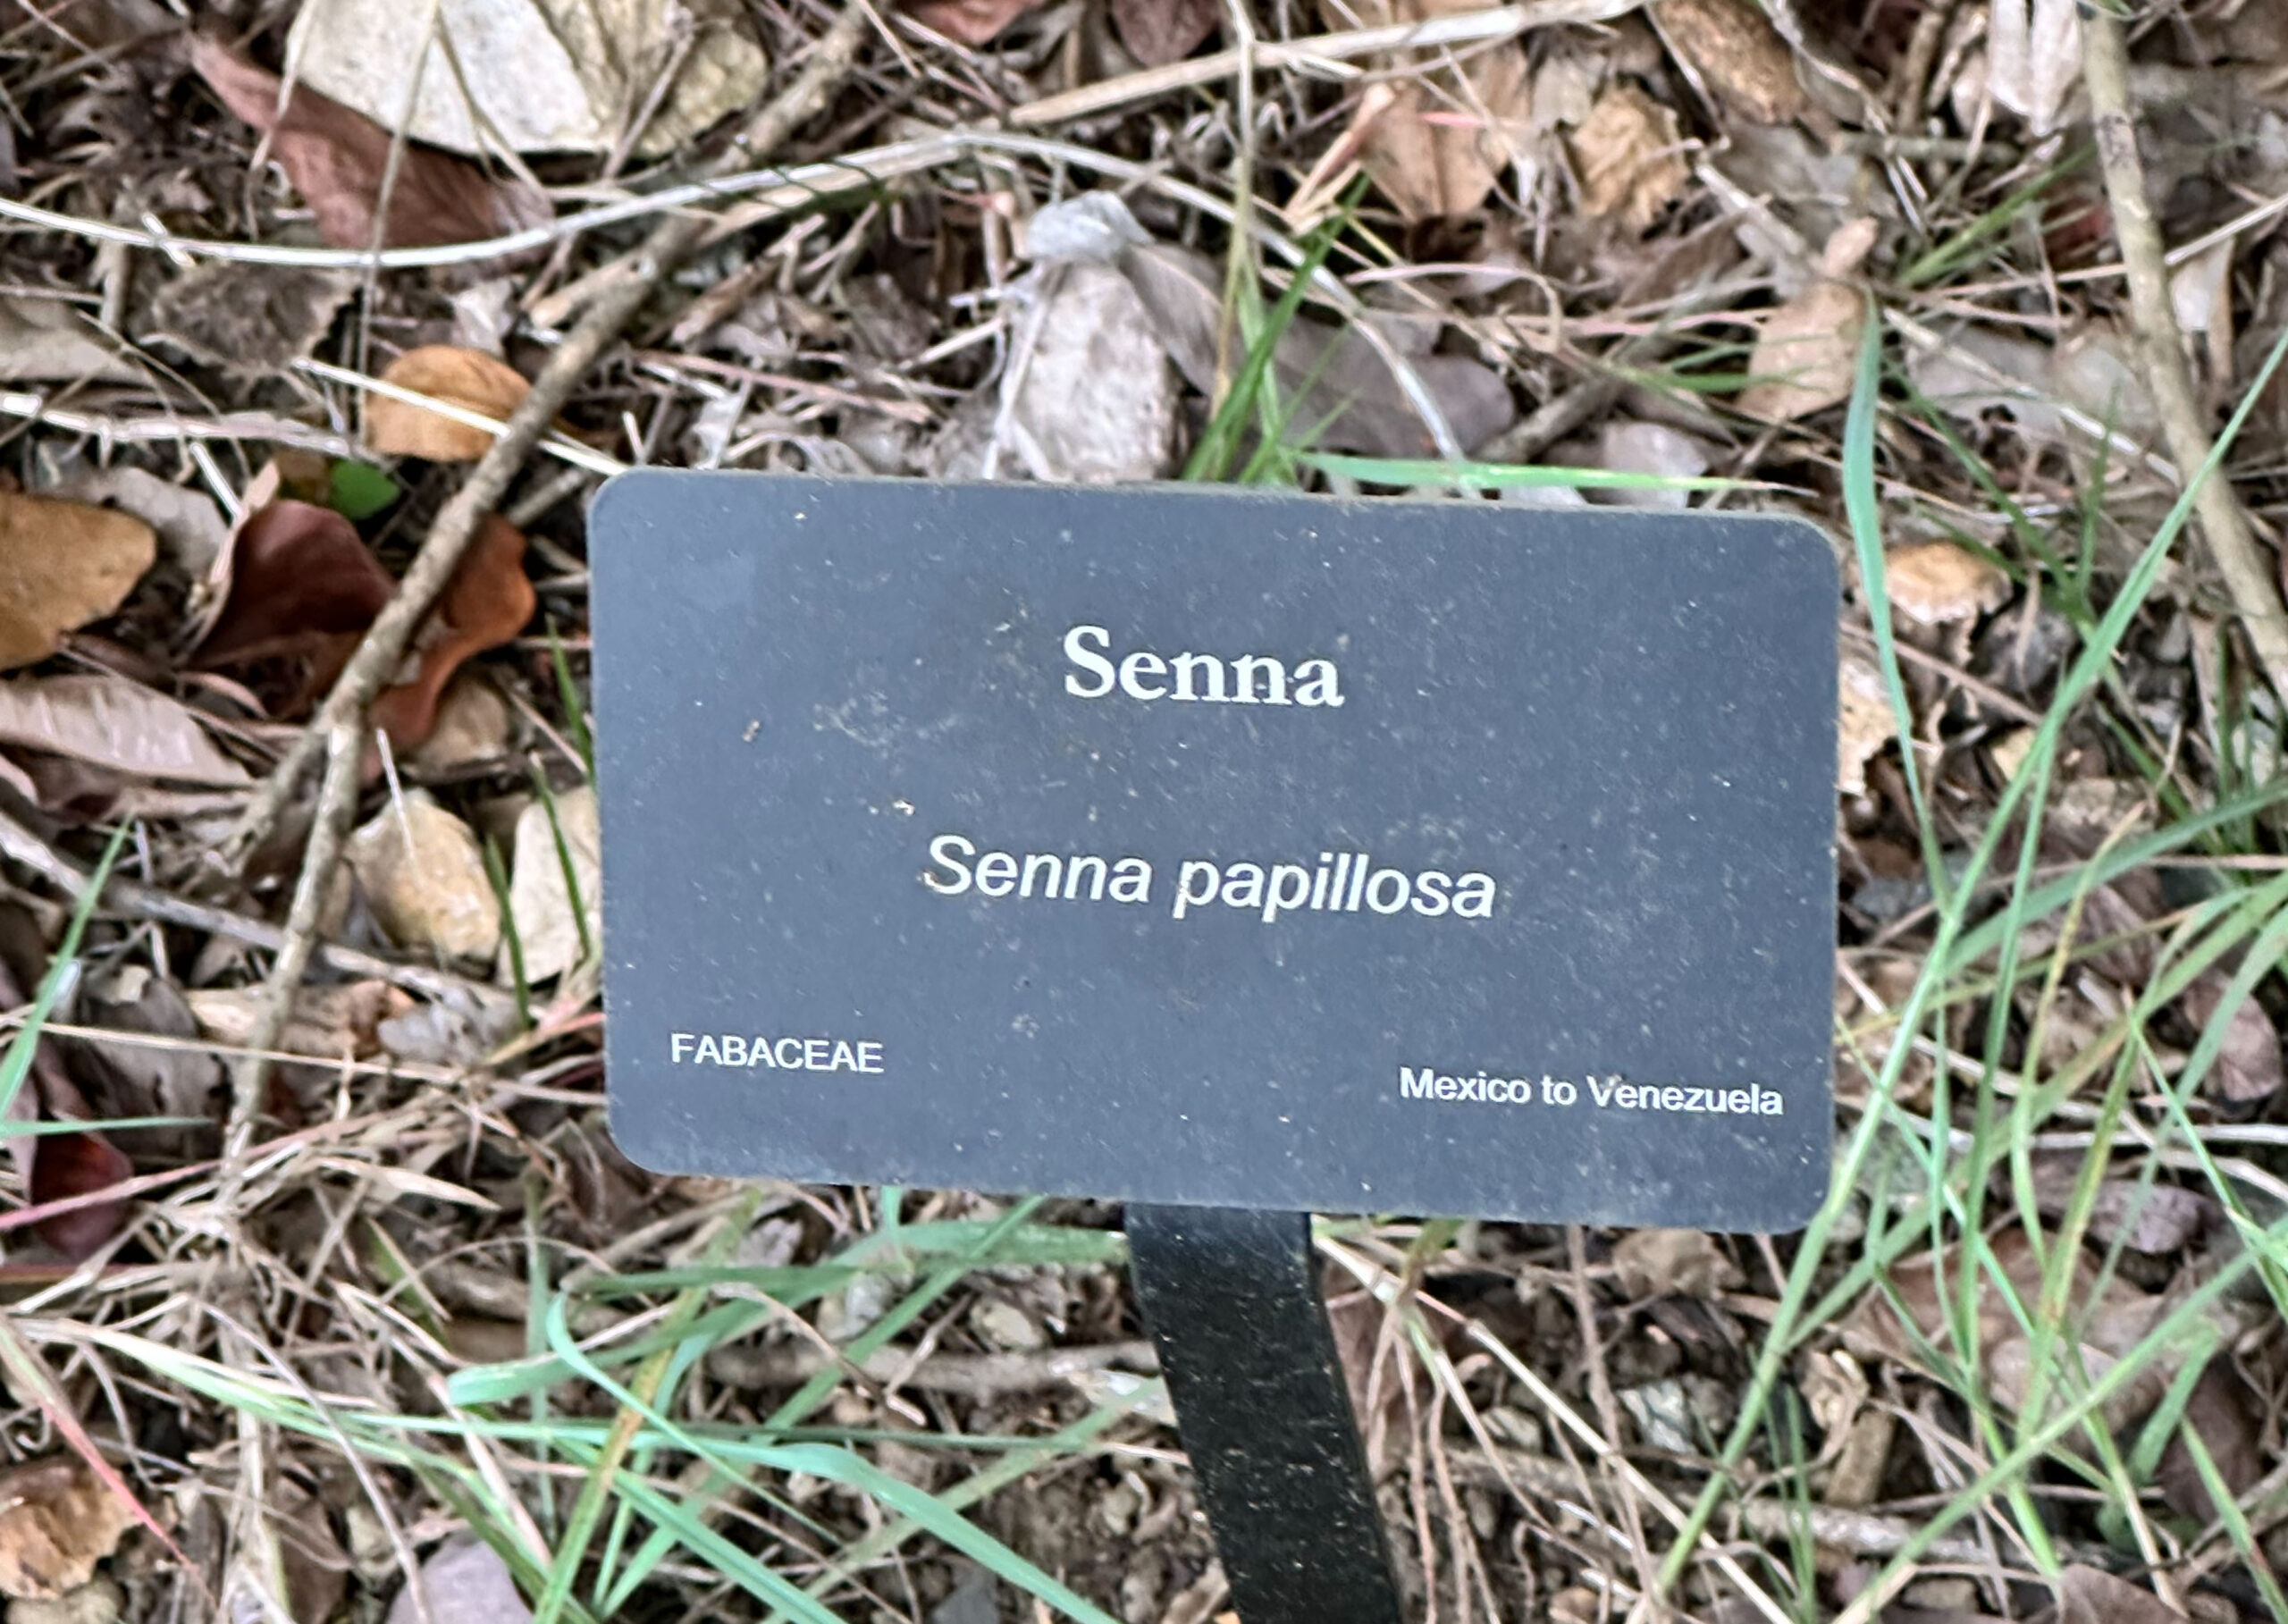 Senna
Senna papillosa
FABACEAE
Mexico to Venezuela